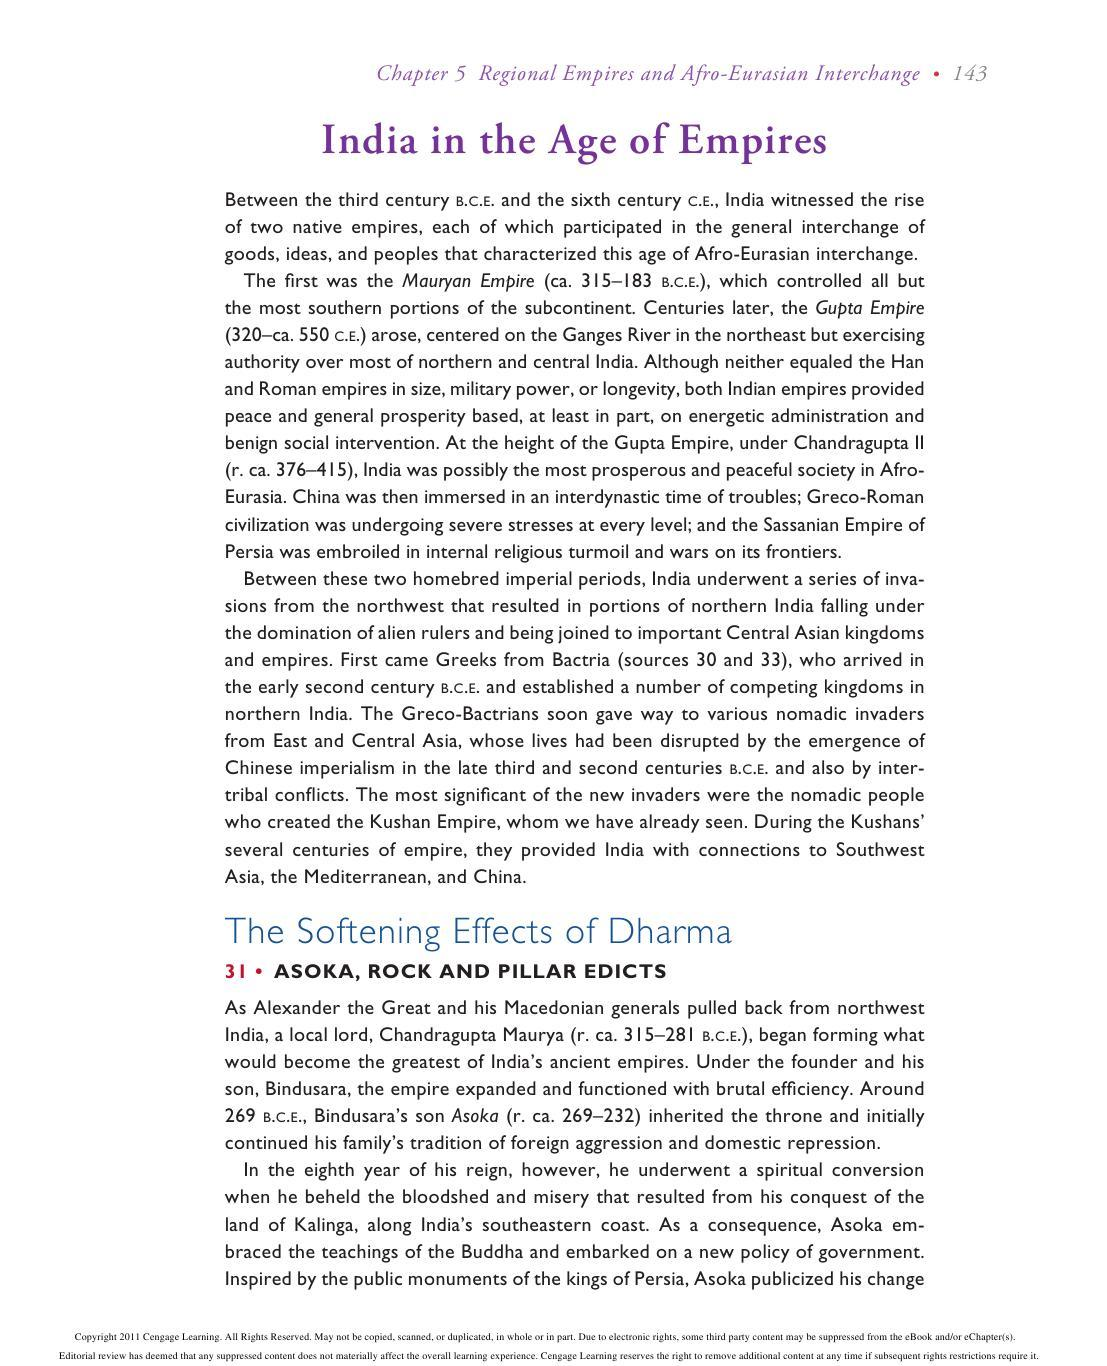 Chapter 5 Regional Empires and Afro-Eurasian Interchange • 143
India in the Age of Empires
Between the third century B.C.E. and the sixth century C.E., India witnessed the rise
of two native empires, each of which participated in the general interchange of
goods, ideas, and peoples that characterized this age of Afro-Eurasian interchange.
The first was the Mauryan Empire (ca. 315–183 B.C.E.), which controlled all but
the most southern portions of the subcontinent. Centuries later, the Gupta Empire
(320–ca. 550 C.E.) arose, centered on the Ganges River in the northeast but exercising
authority over most of northern and central India. Although neither equaled the Han
and Roman empires in size, military power, or longevity, both Indian empires provided
peace and general prosperity based, at least in part, on energetic administration and
benign social intervention. At the height of the Gupta Empire, under Chandragupta II
(r. ca. 376–415), India was possibly the most prosperous and peaceful society in Afro-
Eurasia. China was then immersed in an interdynastic time of troubles; Greco-Roman
civilization was undergoing severe stresses at every level; and the Sassanian Empire of
Persia was embroiled in internal religious turmoil and wars on its frontiers.
Between these two homebred imperial periods, India underwent a series of inva-
sions from the northwest that resulted in portions of northern India falling under
the domination of alien rulers and being joined to important Central Asian kingdoms
and empires. First came Greeks from Bactria (sources 30 and 33), who arrived in
the early second century B.C.E. and established a number of competing kingdoms in
northern India. The Greco-Bactrians soon gave way to various nomadic invaders
from East and Central Asia, whose lives had been disrupted by the emergence of
Chinese imperialism in the late third and second centuries B.C.E. and also by inter-
tribal conflicts. The most significant of the new invaders were the nomadic people
who created the Kushan Empire, whom we have already seen. During the Kushans’
several centuries of empire, they provided India with connections to Southwest
Asia, the Mediterranean, and China.
The Softening Effects of Dharma
31 • ASOKA, ROCK AND PILLAR EDICTS
As Alexander the Great and his Macedonian generals pulled back from northwest
India, a local lord, Chandragupta Maurya (r. ca. 315–281 B.C.E.), began forming what
would become the greatest of India’s ancient empires. Under the founder and his
son, Bindusara, the empire expanded and functioned with brutal efficiency. Around
269 B.C.E., Bindusara’s son Asoka (r. ca. 269–232) inherited the throne and initially
continued his family’s tradition of foreign aggression and domestic repression.
In the eighth year of his reign, however, he underwent a spiritual conversion
when he beheld the bloodshed and misery that resulted from his conquest of the
land of Kalinga, along India’s southeastern coast. As a consequence, Asoka em-
braced the teachings of the Buddha and embarked on a new policy of government.
Inspired by the public monuments of the kings of Persia, Asoka publicized his change
Copyright 2011 Cengage Learning. All Rights Reserved. May not be copied, scanned, or duplicated, in whole or in part. Due to electronic rights, some third party content may be suppressed from the eBook and/or eChapter(s).
Editorial review has deemed that any suppressed content does not materially affect the overall learning experience. Cengage Learning reserves the right to remove additional content at any time if subsequent rights restrictions require it.